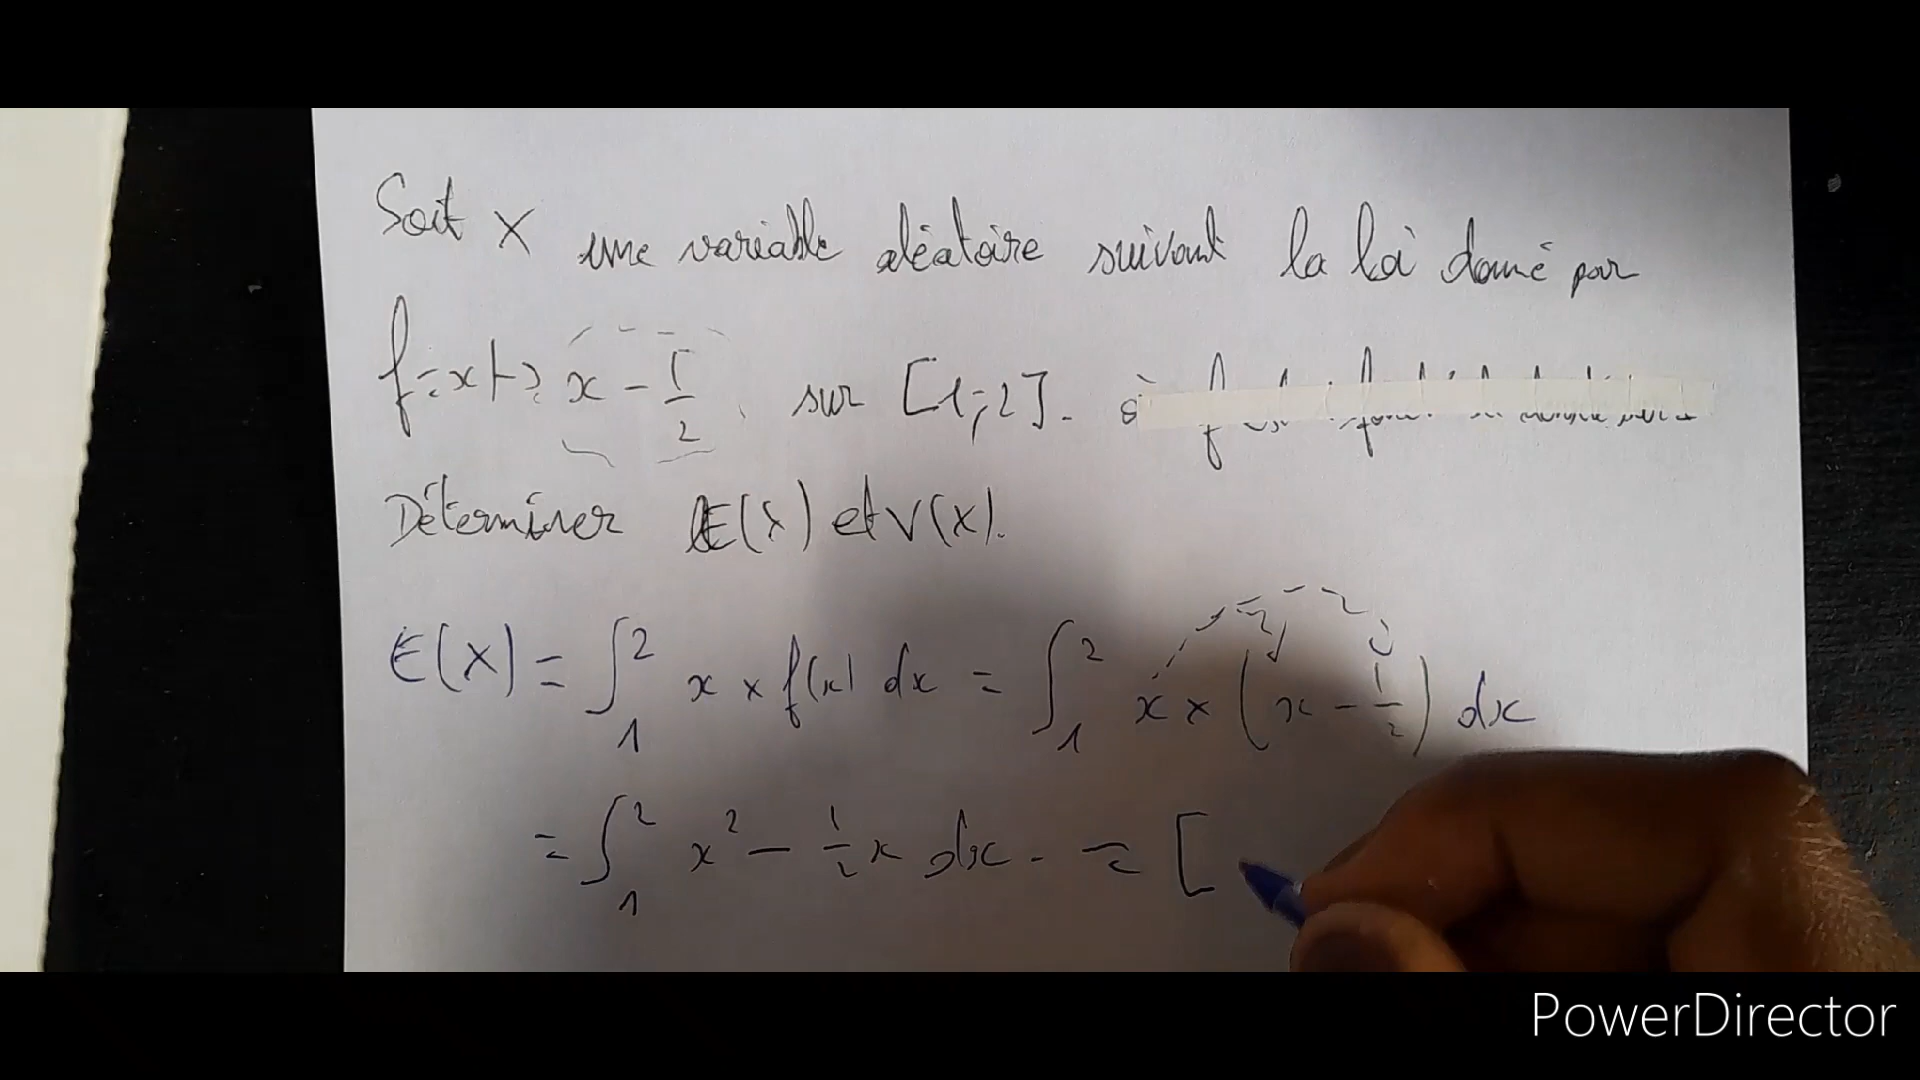 Soit X une variable aléatoire suivant la loi donné par
f: x ↦ x - 1/2 sur [1;2].
Déterminer E(X) et V(X).
E(X) = ∫₁² x × f(x) dx = ∫₁² x × (x - 1/2) dx
= ∫₁² x² - 1/2 x dx. = [
PowerDirector